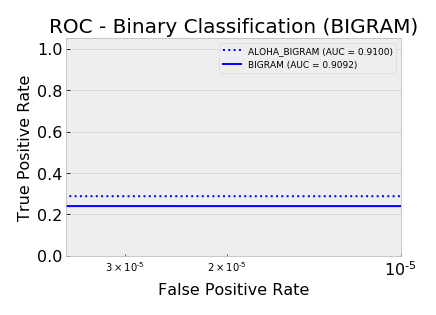 ROC - Binary Classification (BIGRAM)
ALOHA_BIGRAM (AUC = 0.9100)
BIGRAM (AUC = 0.9092)
True Positive Rate
1.0
0.8
0.6
0.4
0.2
0.0
3 × 10⁻⁵
2 × 10⁻⁵
10⁻⁵
False Positive Rate